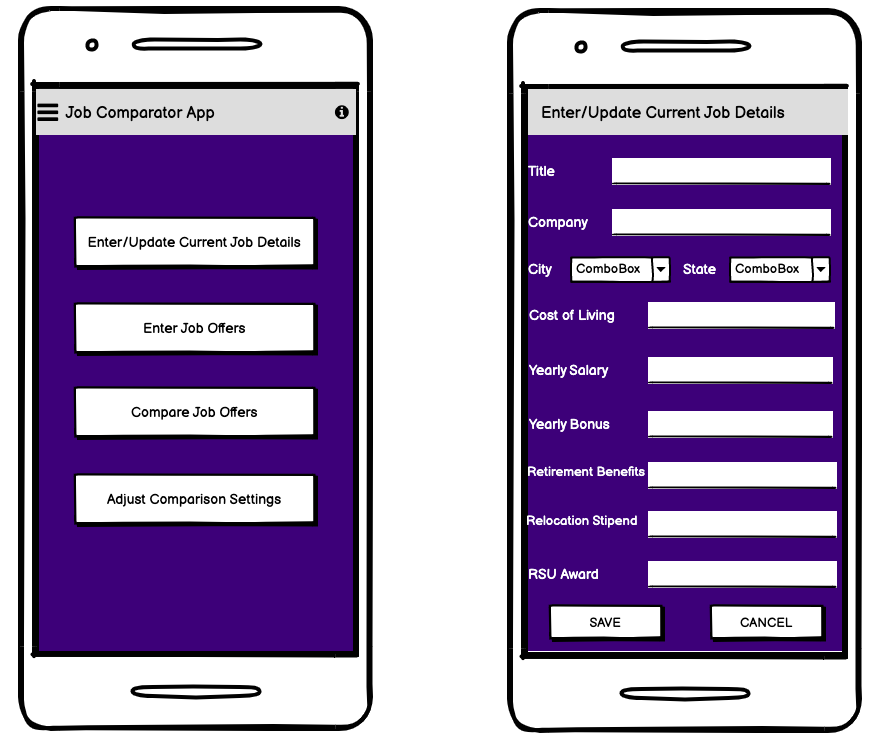 Job Comparator App
Enter/Update Current Job Details
Enter Job Offers
Compare Job Offers
Adjust Comparison Settings
Enter/Update Current Job Details
Title
Company
City ComboBox State ComboBox
Cost of Living
Yearly Salary
Yearly Bonus
Retirement Benefits
Relocation Stipend
RSU Award
SAVE CANCEL